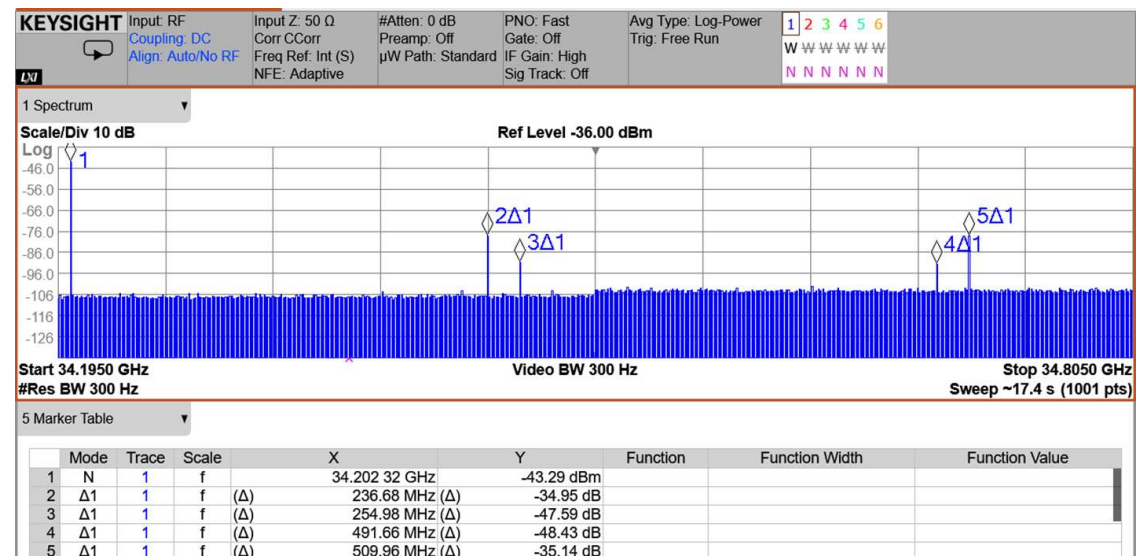 KEYSIGHT Input: RF Input Z: 50 Ω #Atten: 0 dB PNO: Fast Avg Type: Log-Power 1 2 3 4 5 6
Coupling: DC Corr CCorr Preamp: Off Gate: Off Trig: Free Run
Align: Auto/No RF Freq Ref: Int (S) µW Path: Standard IF Gain: High W W W W W W
LXI NFE: Adaptive Sig Track: Off N N N N N N
1 Spectrum
Scale/Div 10 dB Ref Level -36.00 dBm
Log
1
-46.0
-56.0
-66.0
2Δ1 5Δ1
-76.0
3Δ1 4Δ1
-86.0
-96.0
-106
-116
-126
Start 34.1950 GHz Video BW 300 Hz Stop 34.8050 GHz
#Res BW 300 Hz Sweep ~17.4 s (1001 pts)
5 Marker Table
Mode Trace Scale X Y Function Function Width Function Value
1 N 1 f 34.202 32 GHz -43.29 dBm
2 Δ1 1 f (Δ) 236.68 MHz (Δ) -34.95 dB
3 Δ1 1 f (Δ) 254.98 MHz (Δ) -47.59 dB
4 Δ1 1 f (Δ) 491.66 MHz (Δ) -48.43 dB
5 Δ1 1 f (Δ) 509.96 MHz (Δ) -35.14 dB